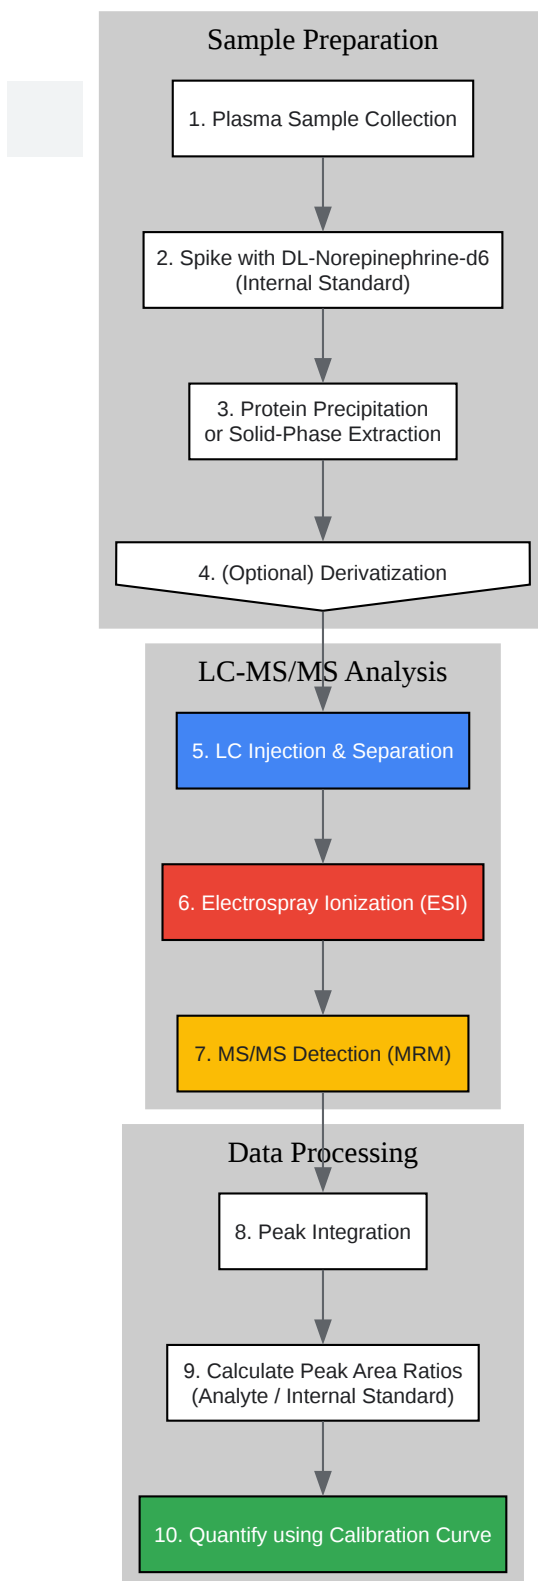 Sample Preparation
1. Plasma Sample Collection
2. Spike with DL-Norepinephrine-d6
(Internal Standard)
3. Protein Precipitation
or Solid-Phase Extraction
4. (Optional) Derivatization
LC-MS/MS Analysis
5. LC Injection & Separation
6. Electrospray Ionization (ESI)
7. MS/MS Detection (MRM)
Data Processing
8. Peak Integration
9. Calculate Peak Area Ratios
(Analyte / Internal Standard)
10. Quantify using Calibration Curve